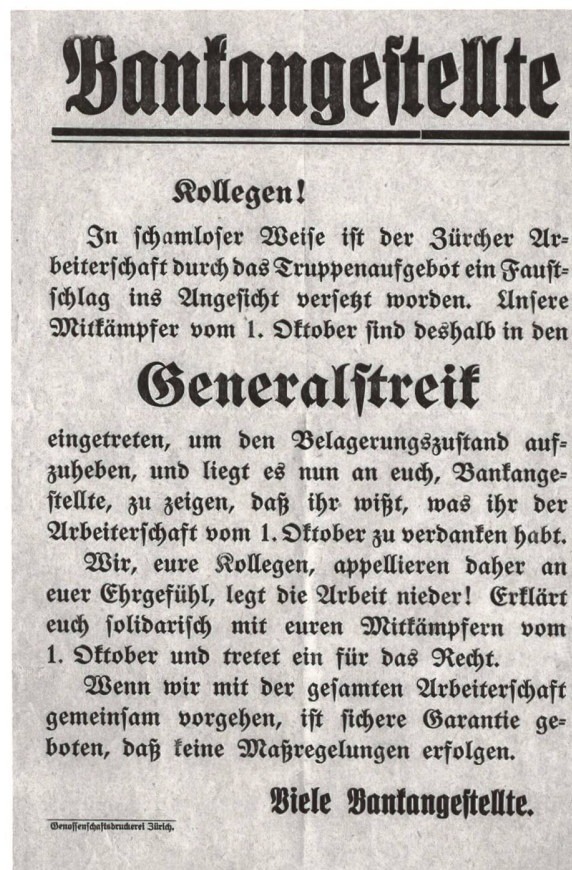 Bankangestellte
Kollegen!
In schamloser Weise ist der Zürcher Ar-
beiterschaft durch das Truppenaufgebot ein Faust-
schlag ins Angesicht versetzt worden. Unsere
Mitkämpfer vom 1. Oktober sind deshalb in den
Generalstreik
eingetreten, um den Belagerungszustand auf-
zuheben, und liegt es nun an euch, Bankange-
stellte, zu zeigen, daß ihr wißt, was ihr der
Arbeiterschaft vom 1. Oktober zu verdanken habt.
Wir, eure Kollegen, appellieren daher an
euer Ehrgefühl, legt die Arbeit nieder! Erklärt
euch solidarisch mit euren Mitkämpfern vom
1. Oktober und tretet ein für das Recht.
Wenn wir mit der gesamten Arbeiterschaft
gemeinsam vorgehen, ist sichere Garantie ge-
boten, daß keine Maßregelungen erfolgen.
Viele Bankangestellte.
Genossenschaftsdruckerei Zürich.